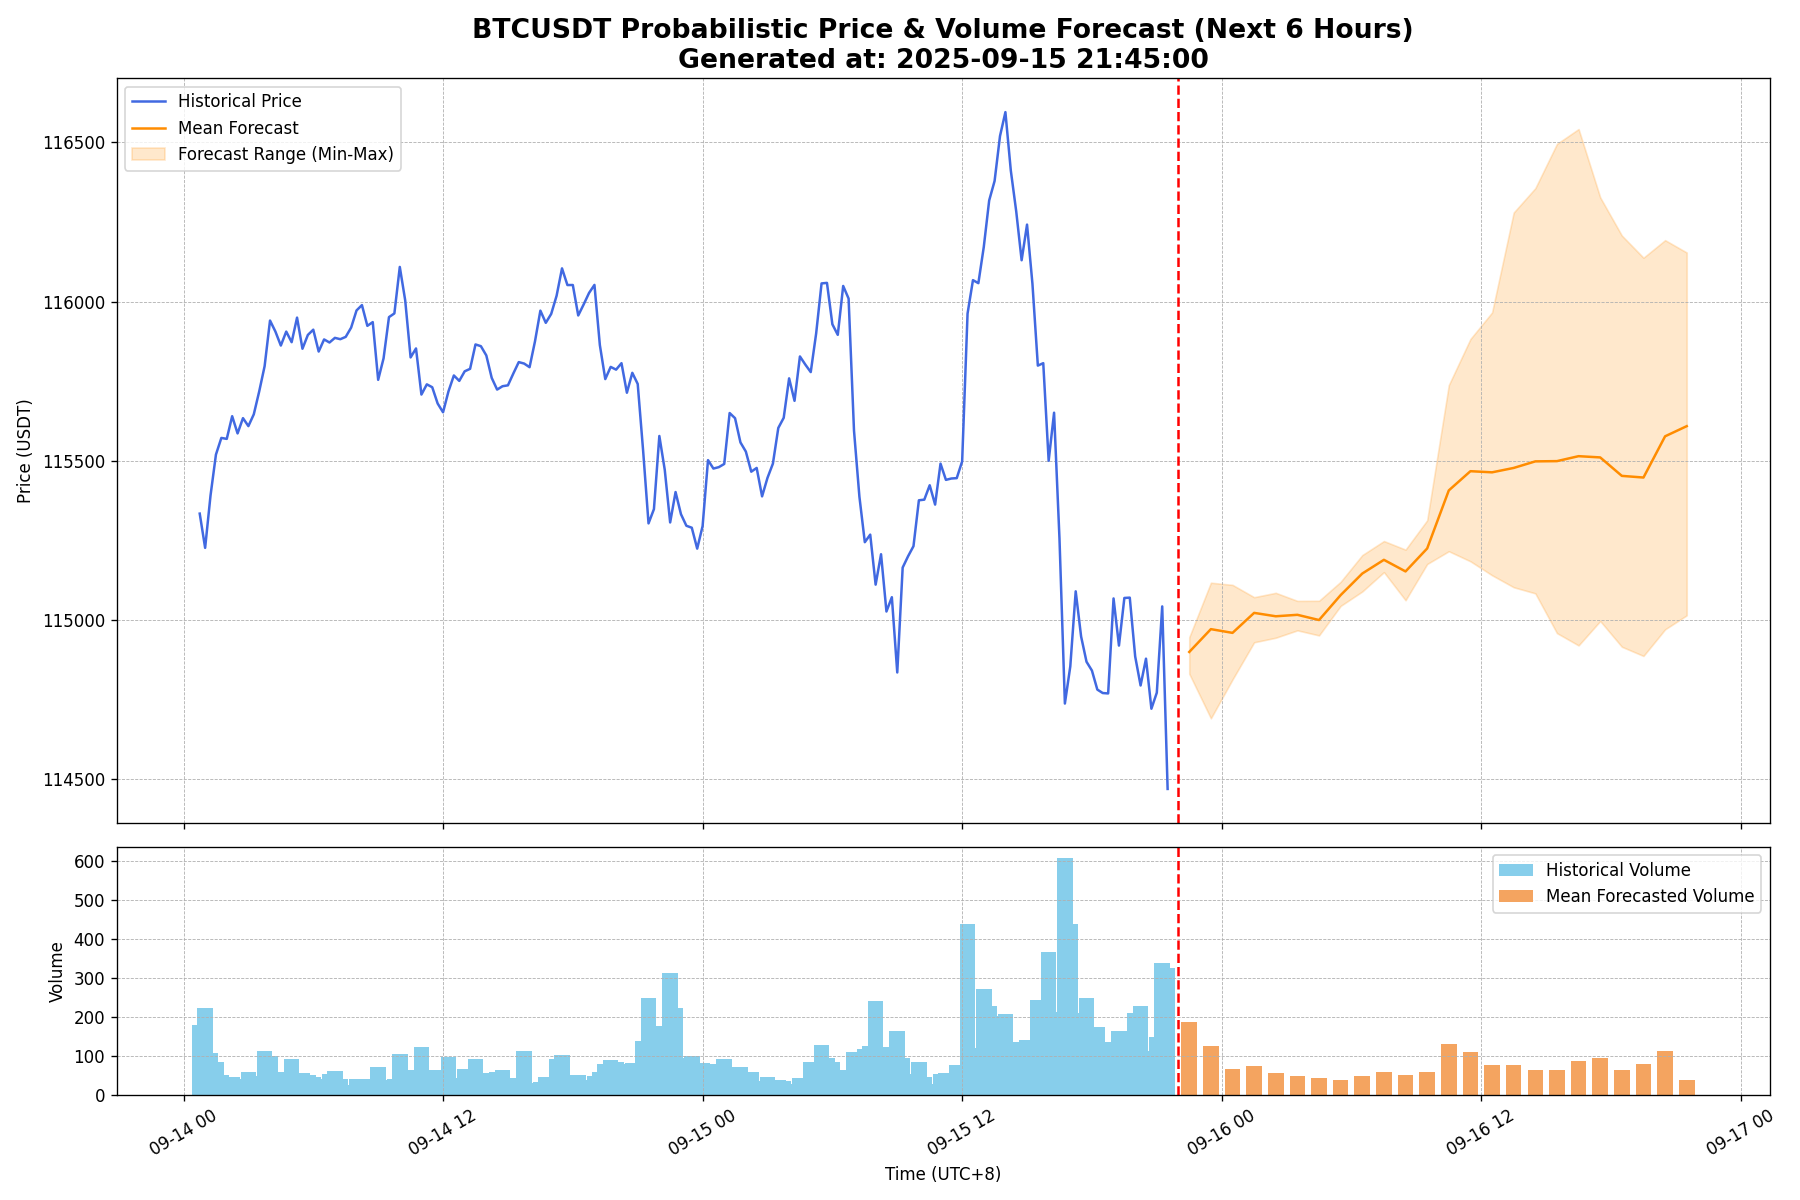 BTCUSDT Probabilistic Price & Volume Forecast (Next 6 Hours)
Generated at: 2025-09-15 21:45:00
Historical Price
Mean Forecast
Forecast Range (Min-Max)
116500
116000
115500
115000
114500
Price (USDT)
Historical Volume
Mean Forecasted Volume
600
500
400
300
200
100
0
Volume
09-14 00
09-14 12
09-15 00
09-15 12
09-16 00
09-16 12
09-17 00
Time (UTC+8)